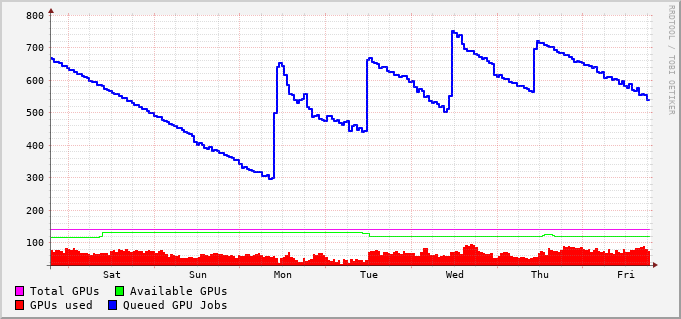 800
700
600
500
400
300
200
100
Sat Sun Mon Tue Wed Thu Fri
RRDTOOL / TOBI OETIKER
Total GPUs Available GPUs
GPUs used Queued GPU Jobs